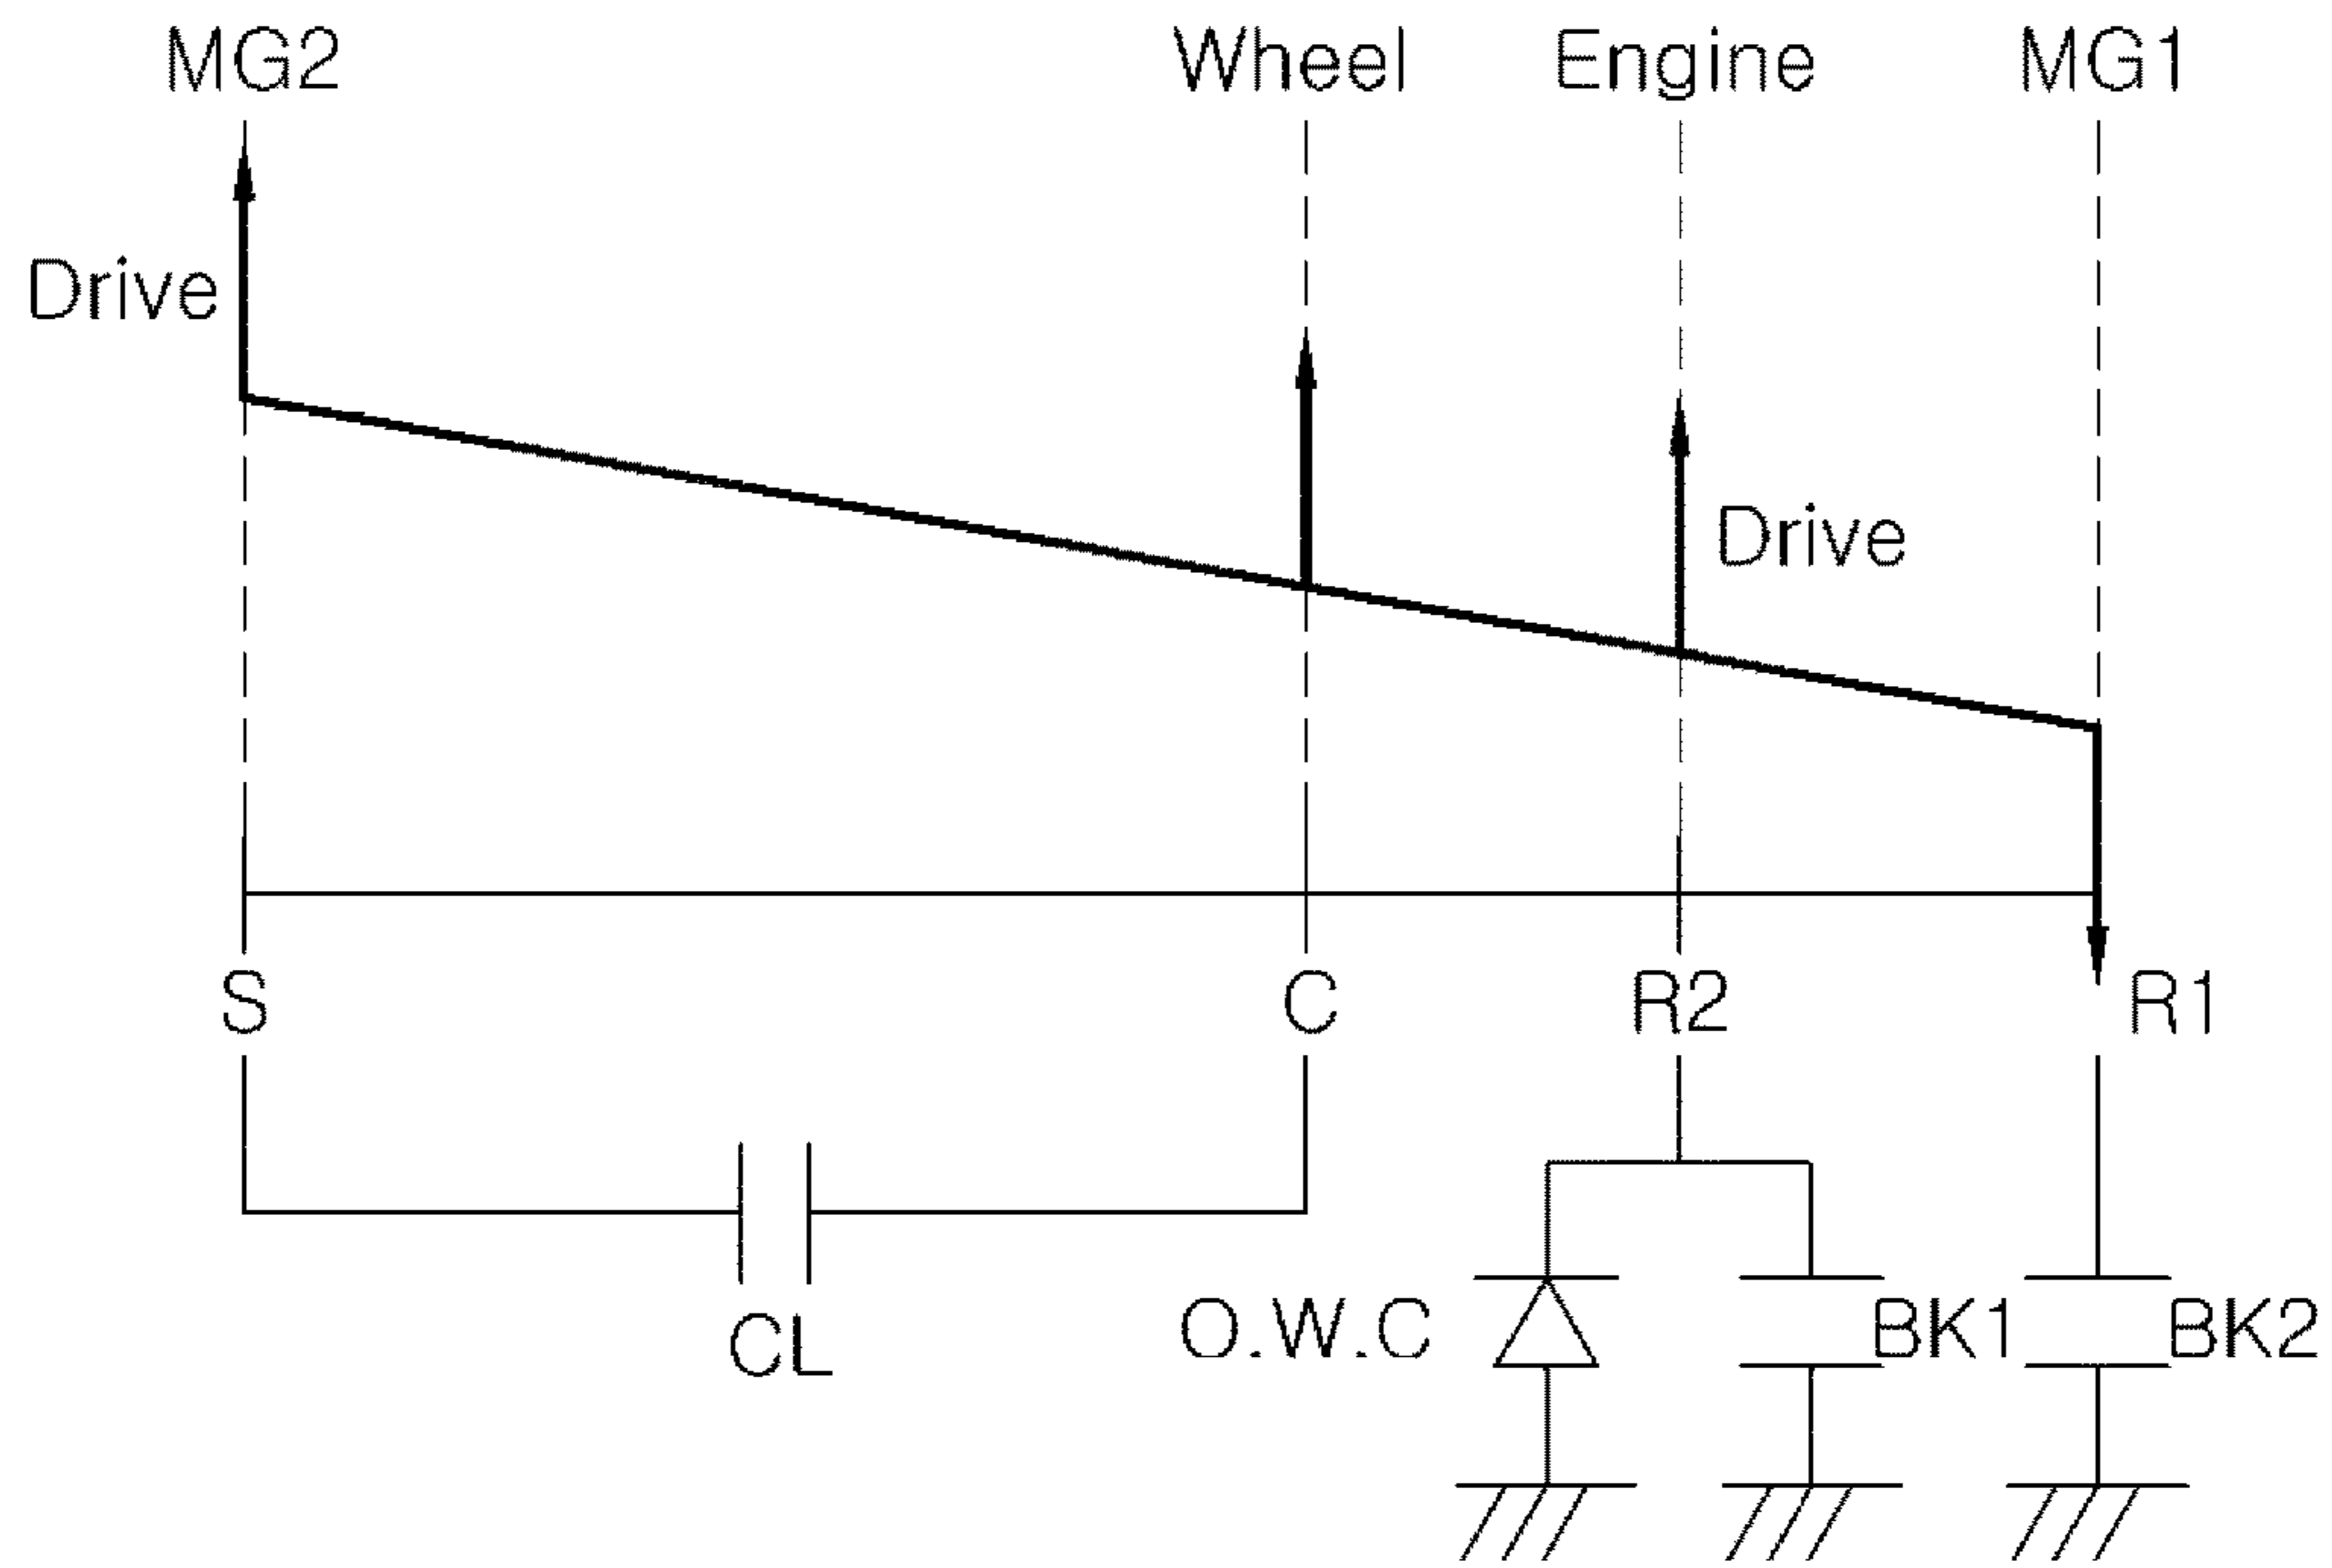 MG2 Wheel Engine MG1
Drive
Drive
S C R2 R1
CL O.W.C BK1 BK2